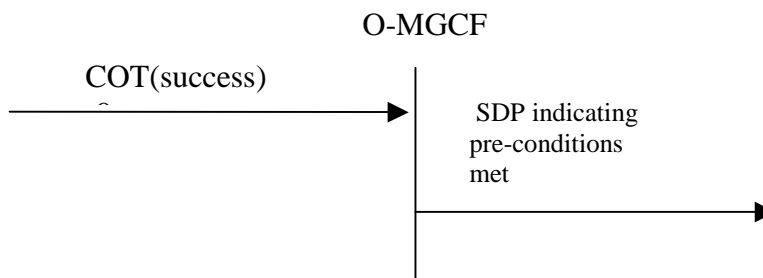 O-MGCF
COT(success)
SDP indicating
pre-conditions
met